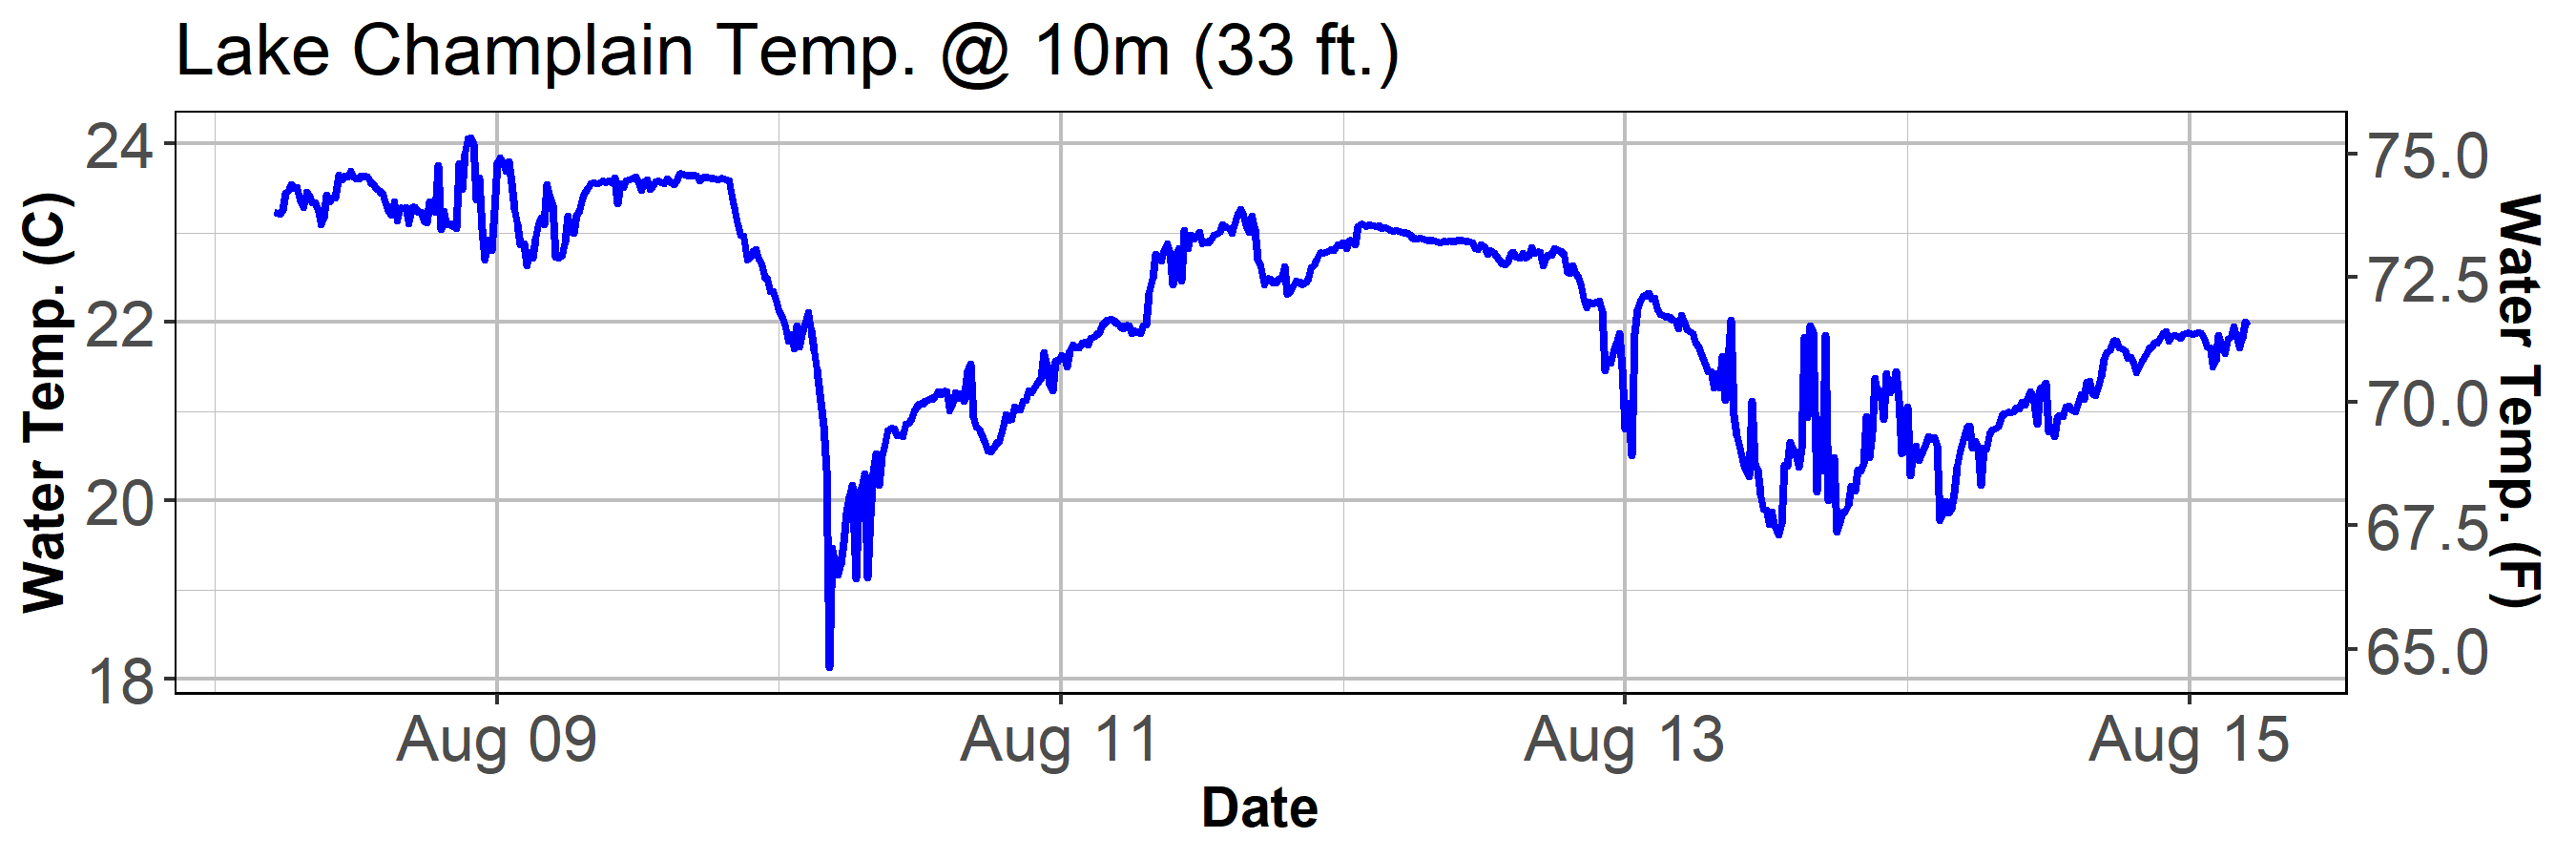 Lake Champlain Temp. @ 10m (33 ft.)
Water Temp. (C)
24
22
20
18
75.0
72.5
70.0
67.5
65.0
Water Temp. (F)
Aug 09
Aug 11
Aug 13
Aug 15
Date